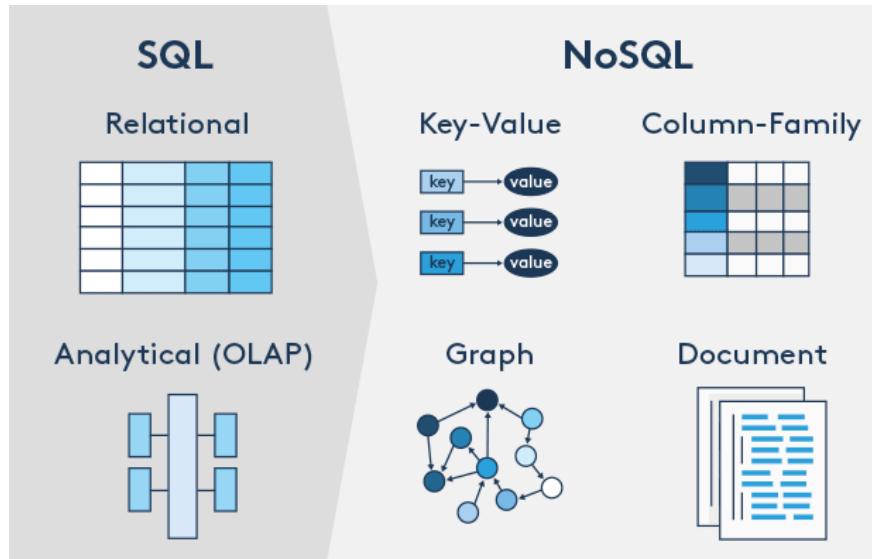 SQL
NoSQL
Relational
Key-Value
Column-Family
key
value
key
value
key
value
Analytical (OLAP)
Graph
Document